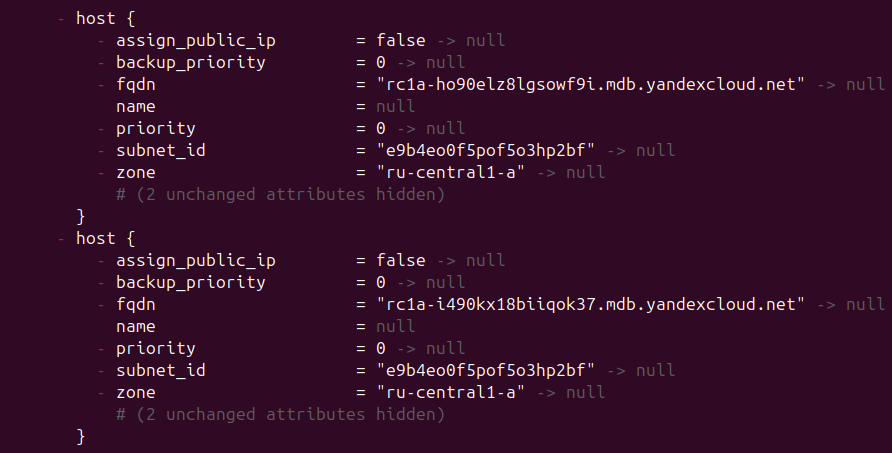 - host {
- assign_public_ip = false -> null
- backup_priority = 0 -> null
- fqdn = "rc1a-ho90elz8lgsowf9i.mdb.yandexcloud.net" -> null
name = null
- priority = 0 -> null
- subnet_id = "e9b4eo0f5pof5o3hp2bf" -> null
- zone = "ru-central1-a" -> null
# (2 unchanged attributes hidden)
}
- host {
- assign_public_ip = false -> null
- backup_priority = 0 -> null
- fqdn = "rc1a-i490kx18biiqok37.mdb.yandexcloud.net" -> null
name = null
- priority = 0 -> null
- subnet_id = "e9b4eo0f5pof5o3hp2bf" -> null
- zone = "ru-central1-a" -> null
# (2 unchanged attributes hidden)
}